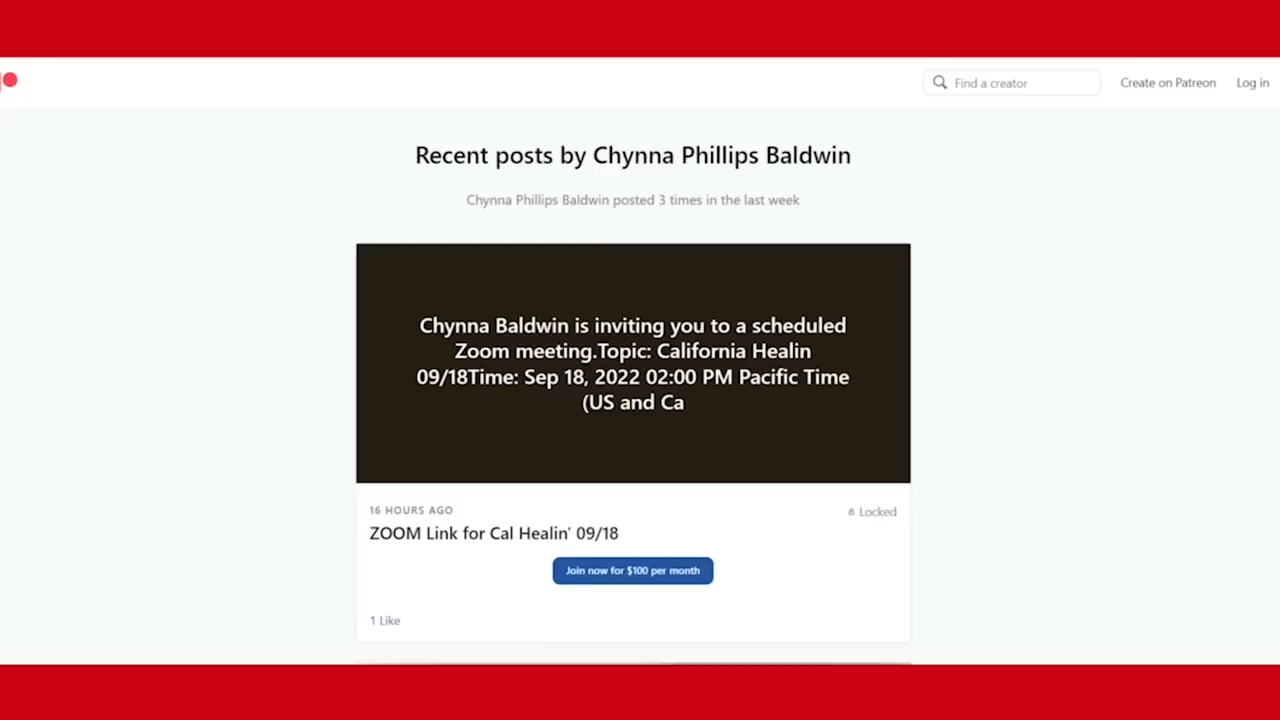 Find a creator
Create on Patreon
Log in
Recent posts by Chynna Phillips Baldwin
Chynna Phillips Baldwin posted 3 times in the last week
Chynna Baldwin is inviting you to a scheduled
Zoom meeting.Topic: California Healin
09/18Time: Sep 18, 2022 02:00 PM Pacific Time
(US and Ca
16 HOURS AGO
Locked
ZOOM Link for Cal Healin' 09/18
Join now for $100 per month
1 Like